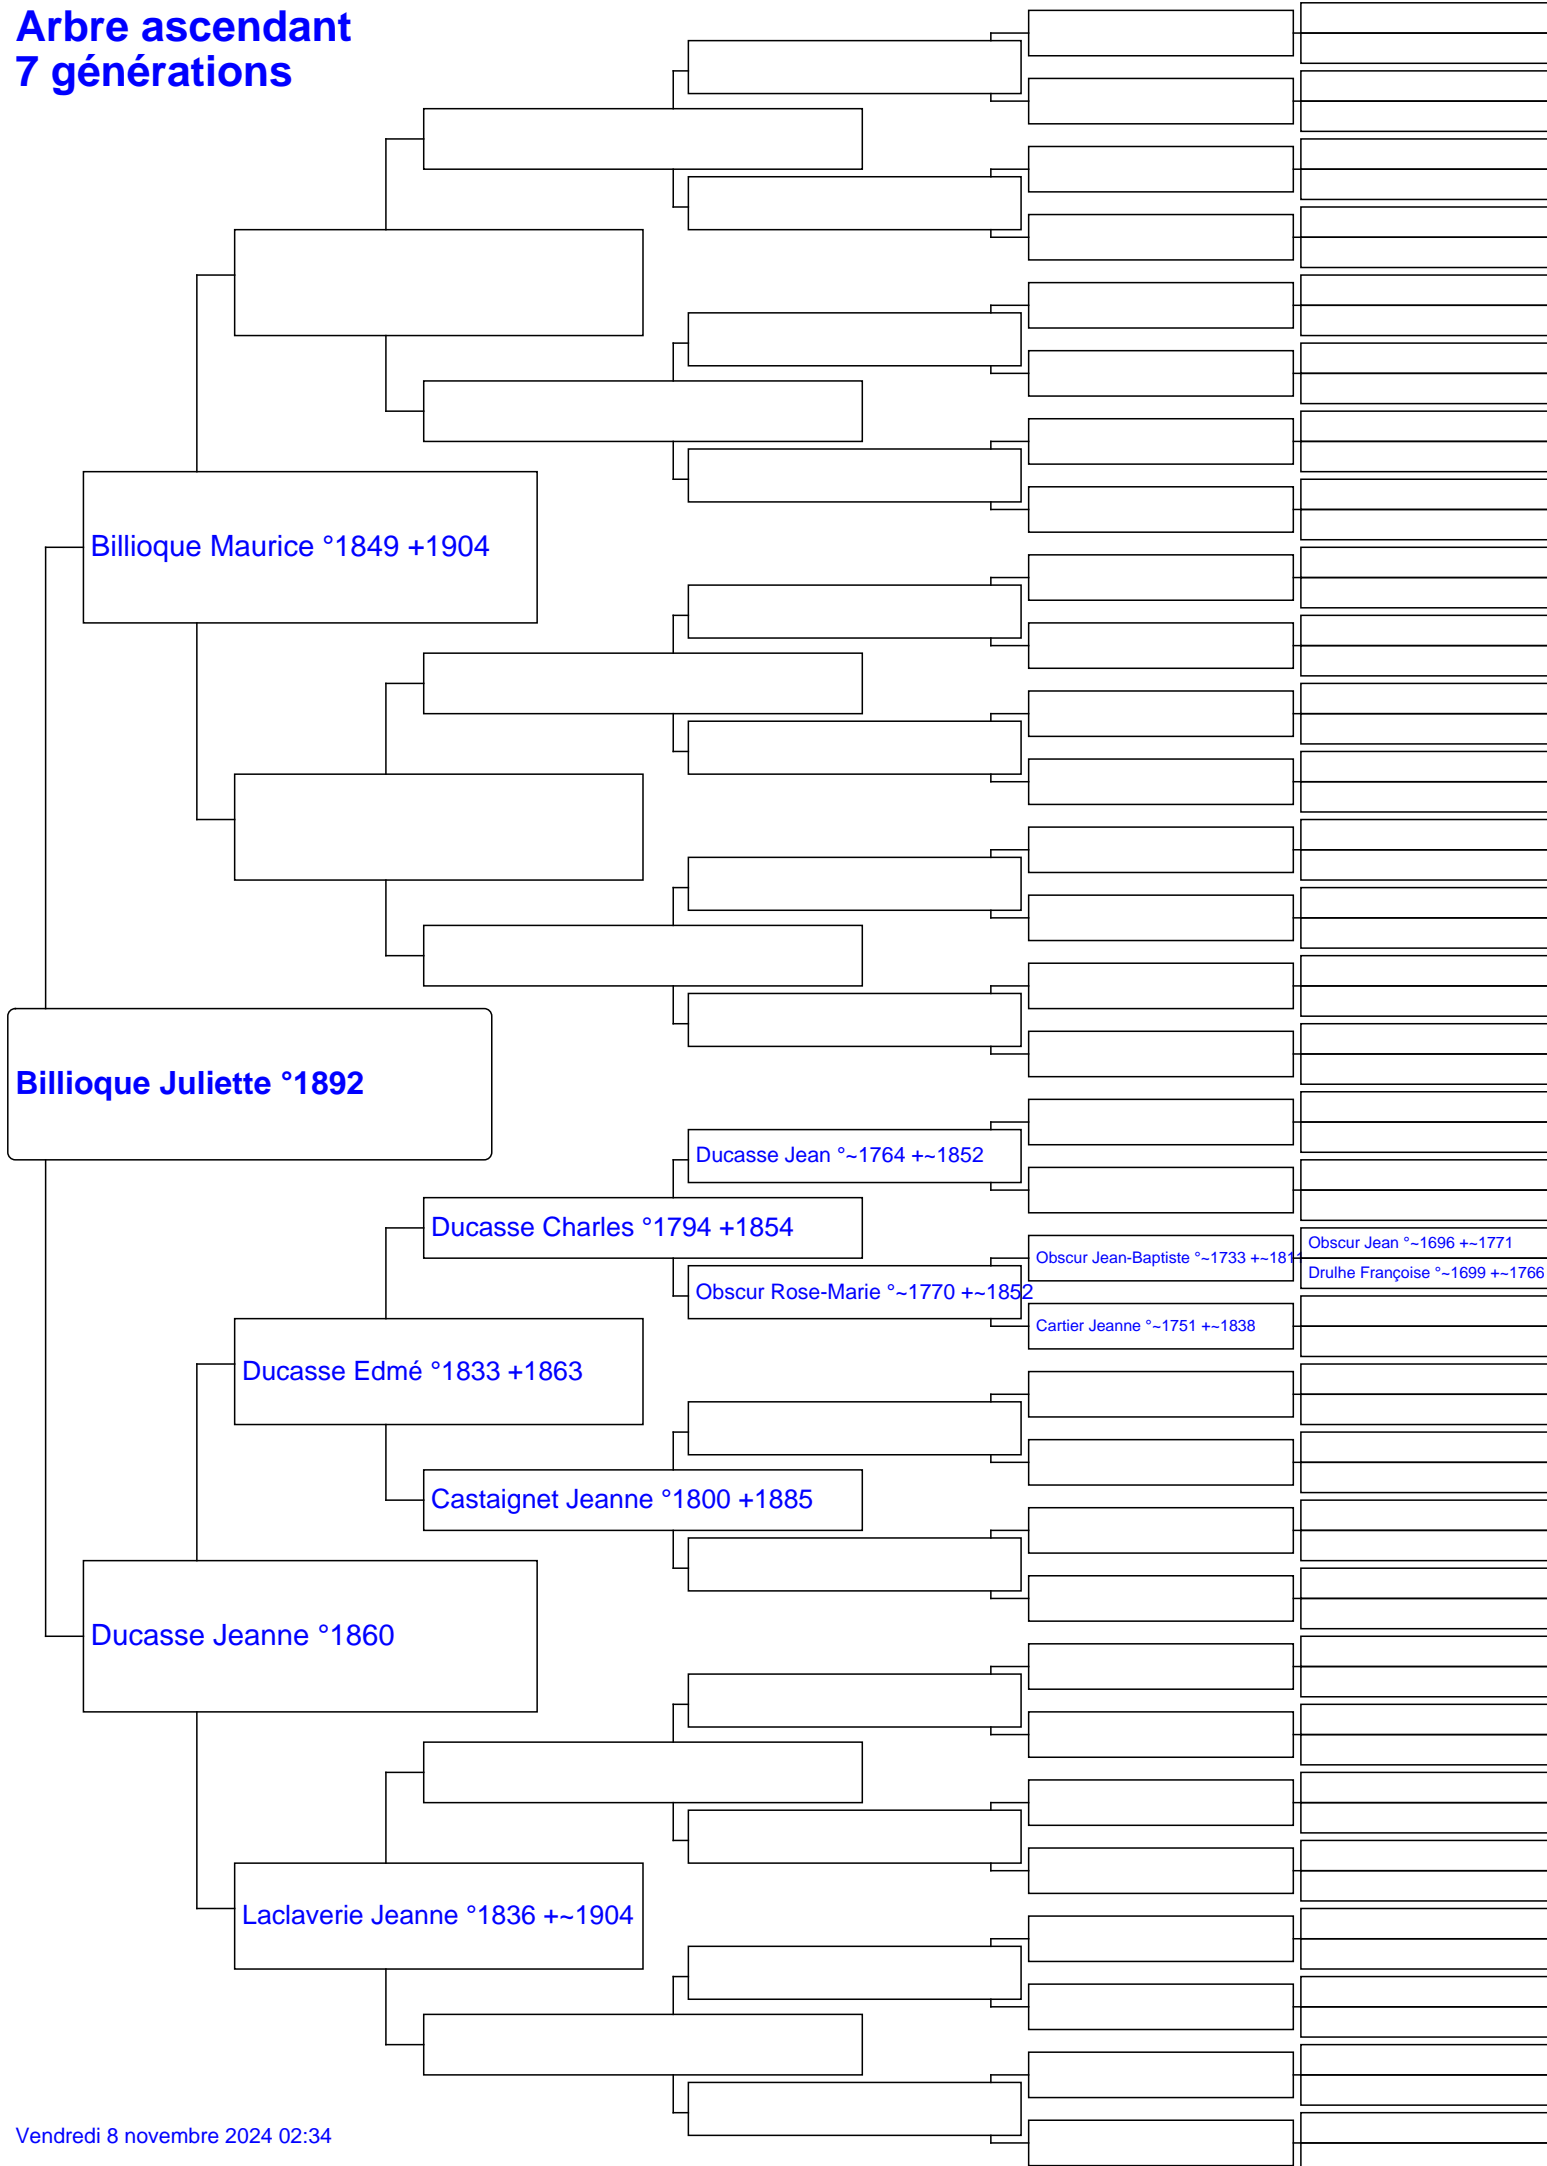 Arbre ascendant
7 générations
Billioque Maurice °1849 +1904
Billioque Juliette °1892
Ducasse Jean °~1764 +~1852
Ducasse Charles °1794 +1854
Obscur Jean °~1696 +~1771
Obscur Jean-Baptiste °~1733
Drulhe Françoise °~1699 +~1766
Obscur Rose-Marie °~1770 +~1852
Cartier Jeanne °~1751 +~1838
Ducasse Edmé °1833 +1863
Castaignet Jeanne °1800 +1885
Ducasse Jeanne °1860
Laclaverie Jeanne °1836 +~1904
Vendredi 8 novembre 2024 02:34